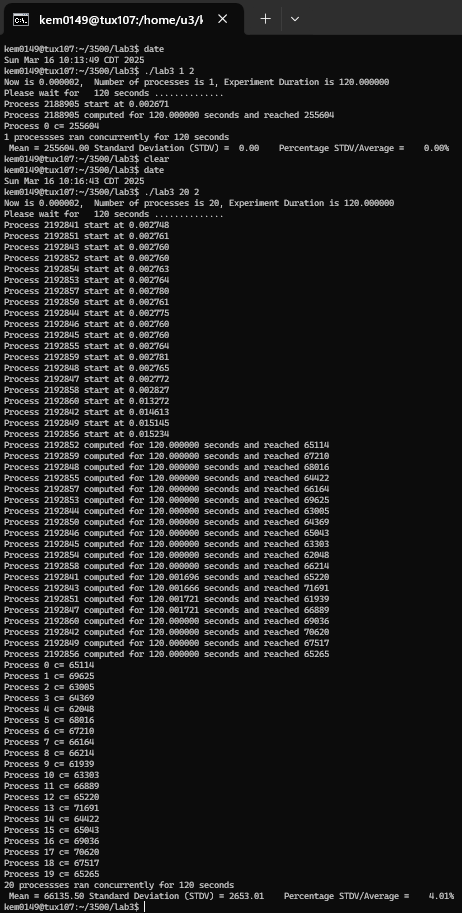 kem0149@tux107:/home/u3/k
kem0149@tux107:~/3500/lab3$ date
Sun Mar 16 10:13:49 CDT 2025
kem0149@tux107:~/3500/lab3$ ./lab3 1 2
Now is 0.000002,  Number of processes is 1, Experiment Duration is 120.000000
Please wait for   120 seconds ..............
Process 2188905 start at 0.002671
Process 2188905 computed for 120.000000 seconds and reached 255604
Process 0 c= 255604
1 processses ran concurrently for 120 seconds
 Mean = 255604.00 Standard Deviation (STDV) =  0.00    Percentage STDV/Average =    0.00%
kem0149@tux107:~/3500/lab3$ clear
kem0149@tux107:~/3500/lab3$ date
Sun Mar 16 10:16:43 CDT 2025
kem0149@tux107:~/3500/lab3$ ./lab3 20 2
Now is 0.000002,  Number of processes is 20, Experiment Duration is 120.000000
Please wait for   120 seconds ..............
Process 2192841 start at 0.002748
Process 2192851 start at 0.002761
Process 2192843 start at 0.002760
Process 2192852 start at 0.002760
Process 2192854 start at 0.002763
Process 2192853 start at 0.002764
Process 2192857 start at 0.002780
Process 2192850 start at 0.002761
Process 2192844 start at 0.002775
Process 2192846 start at 0.002760
Process 2192845 start at 0.002760
Process 2192855 start at 0.002764
Process 2192859 start at 0.002781
Process 2192848 start at 0.002765
Process 2192847 start at 0.002772
Process 2192858 start at 0.002827
Process 2192860 start at 0.013272
Process 2192842 start at 0.014613
Process 2192849 start at 0.015145
Process 2192856 start at 0.015234
Process 2192852 computed for 120.000000 seconds and reached 65114
Process 2192859 computed for 120.000000 seconds and reached 67210
Process 2192848 computed for 120.000000 seconds and reached 68016
Process 2192855 computed for 120.000000 seconds and reached 64422
Process 2192857 computed for 120.000000 seconds and reached 66164
Process 2192853 computed for 120.000000 seconds and reached 69625
Process 2192844 computed for 120.000000 seconds and reached 63005
Process 2192850 computed for 120.000000 seconds and reached 64369
Process 2192846 computed for 120.000000 seconds and reached 65043
Process 2192845 computed for 120.000000 seconds and reached 63303
Process 2192854 computed for 120.000000 seconds and reached 62048
Process 2192858 computed for 120.000000 seconds and reached 66214
Process 2192841 computed for 120.001696 seconds and reached 65220
Process 2192843 computed for 120.001666 seconds and reached 71691
Process 2192851 computed for 120.001721 seconds and reached 61939
Process 2192847 computed for 120.001721 seconds and reached 66889
Process 2192860 computed for 120.000000 seconds and reached 69036
Process 2192842 computed for 120.000000 seconds and reached 70620
Process 2192849 computed for 120.000000 seconds and reached 67517
Process 2192856 computed for 120.000000 seconds and reached 65265
Process 0 c= 65114
Process 1 c= 69625
Process 2 c= 63005
Process 3 c= 64369
Process 4 c= 62048
Process 5 c= 68016
Process 6 c= 67210
Process 7 c= 66164
Process 8 c= 66214
Process 9 c= 61939
Process 10 c= 63303
Process 11 c= 66889
Process 12 c= 65220
Process 13 c= 71691
Process 14 c= 64422
Process 15 c= 65043
Process 16 c= 69036
Process 17 c= 70620
Process 18 c= 67517
Process 19 c= 65265
20 processses ran concurrently for 120 seconds
 Mean = 66135.50 Standard Deviation (STDV) = 2653.01    Percentage STDV/Average =    4.01%
kem0149@tux107:~/3500/lab3$